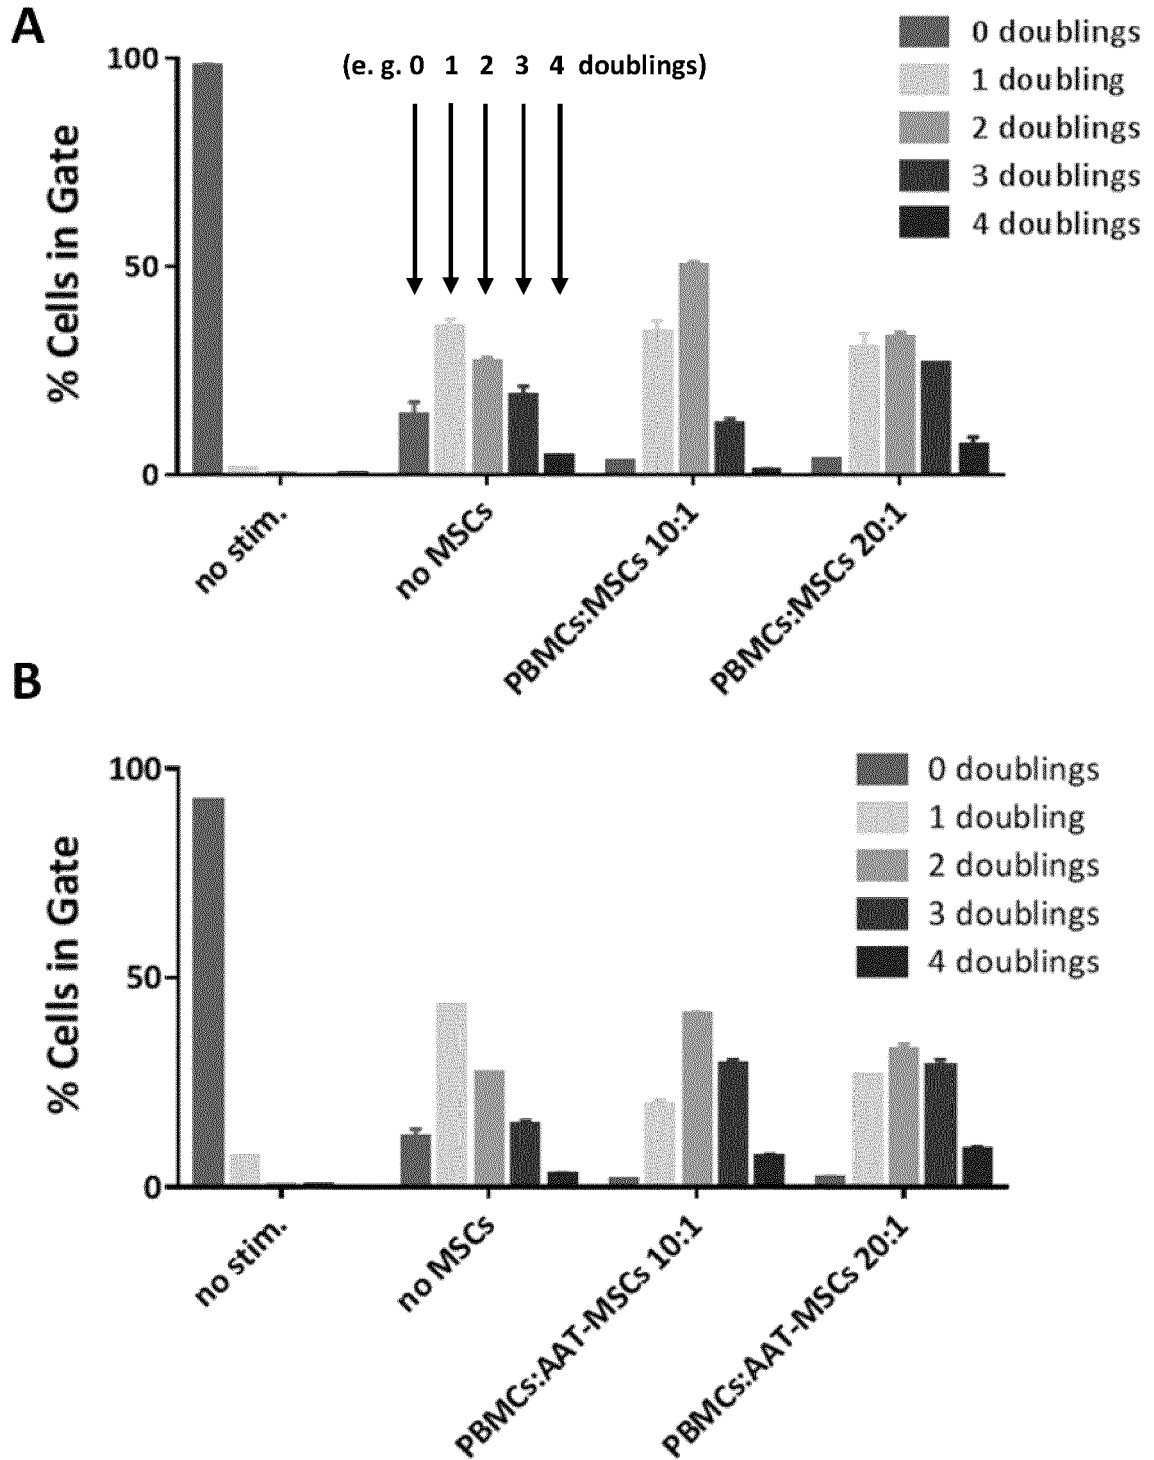 A
0 doublings
1 doubling
2 doublings
3 doublings
4 doublings
(e. g. 0 1 2 3 4 doublings)
100
50
0
% Cells in Gate
no stim.
no MSCs
PBMCs:MSCs 10:1
PBMCs:MSCs 20:1
B
0 doublings
1 doubling
2 doublings
3 doublings
4 doublings
100
50
0
% Cells in Gate
no stim.
no MSCs
PBMCs:AAT-MSCs 10:1
PBMCs:AAT-MSCs 20:1